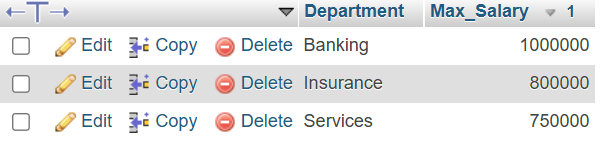 Department Max_Salary 1
Edit Copy Delete Banking 1000000
Edit Copy Delete Insurance 800000
Edit Copy Delete Services 750000